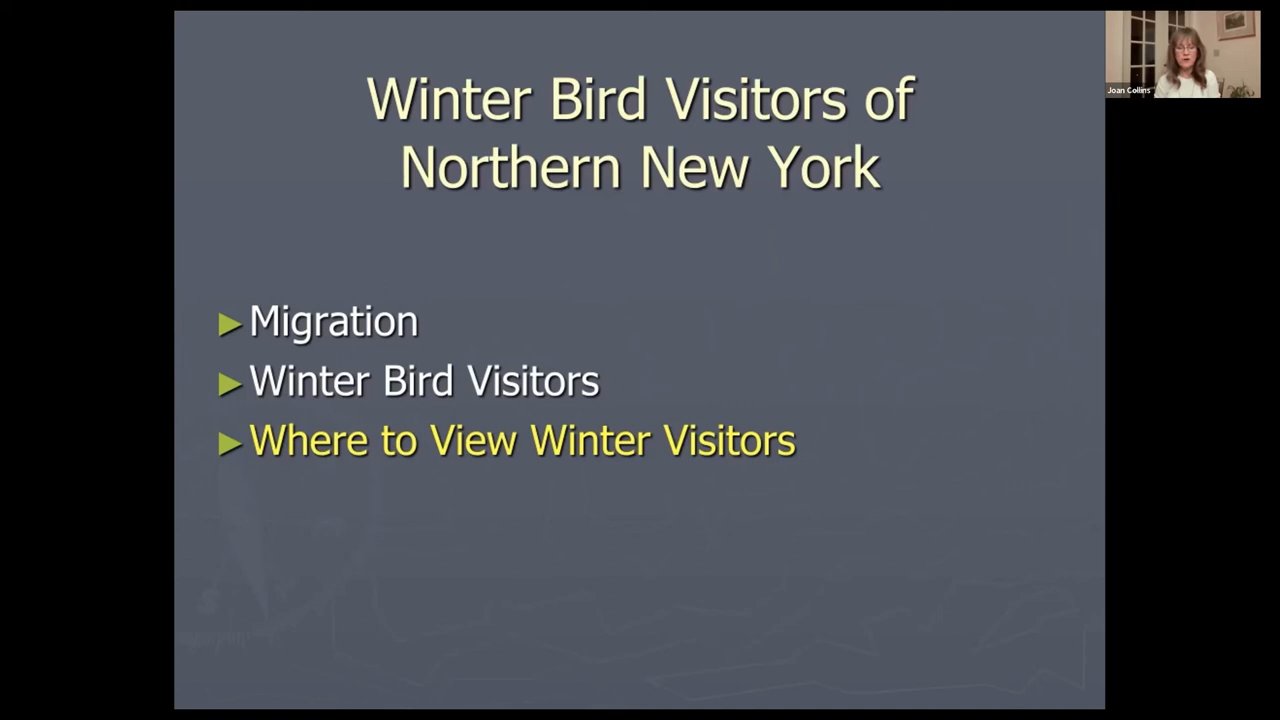 Winter Bird Visitors of
Northern New York
Migration
Winter Bird Visitors
Where to View Winter Visitors
Joan Collins